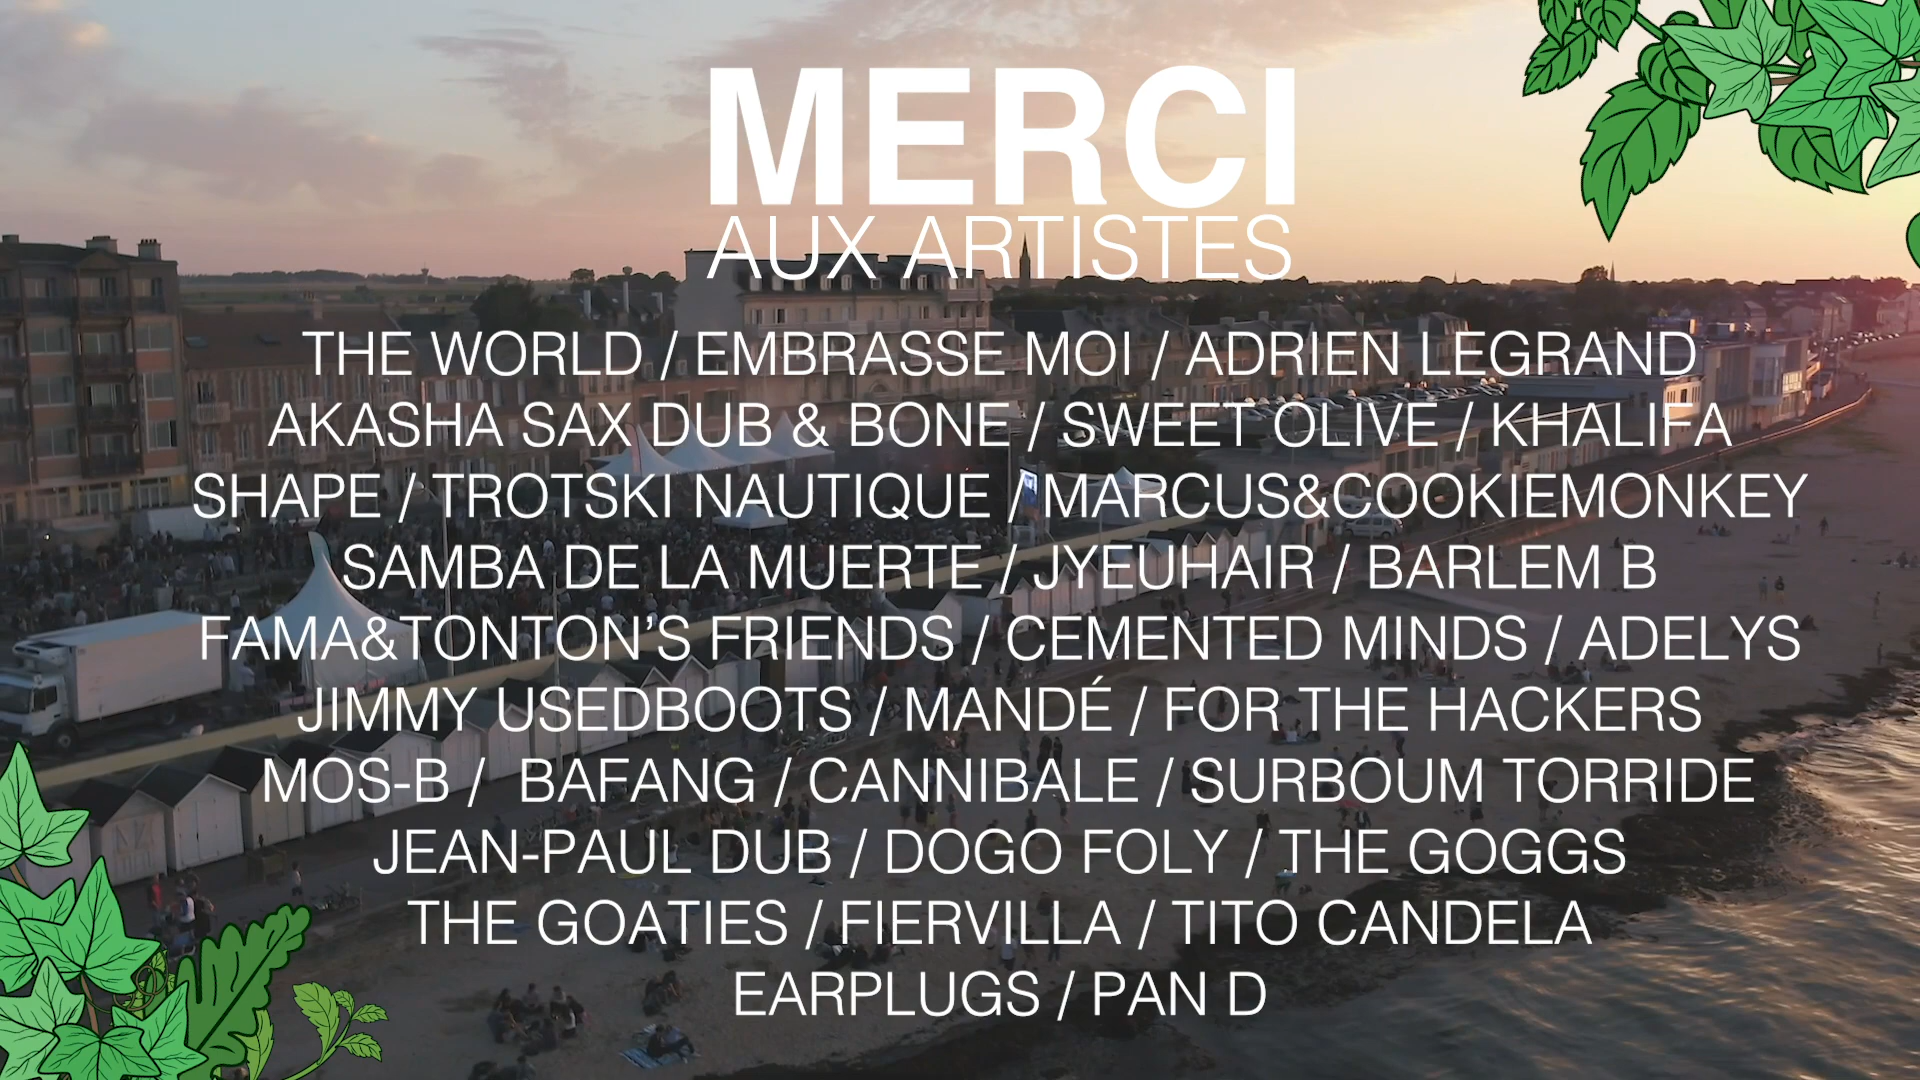 MERCI
AUX ARTISTES
THE WORLD / EMBRASSE MOI / ADRIEN LEGRAND
AKASHA SAX DUB & BONE / SWEET OLIVE / KHALIFA
SHAPE / TROTSKI NAUTIQUE / MARCUS&COOKIEMONKEY
SAMBA DE LA MUERTE / JYEUHAIR / BARLEM B
FAMA&TONTON'S FRIENDS / CEMENTED MINDS / ADELYS
JIMMY USEDBOOTS / MANDÉ / FOR THE HACKERS
MOS-B / BAFANG / CANNIBALE / SURBOUM TORRIDE
JEAN-PAUL DUB / DOGO FOLY / THE GOGGS
THE GOATIES / FIERVILLA / TITO CANDELA
EARPLUGS / PAN D